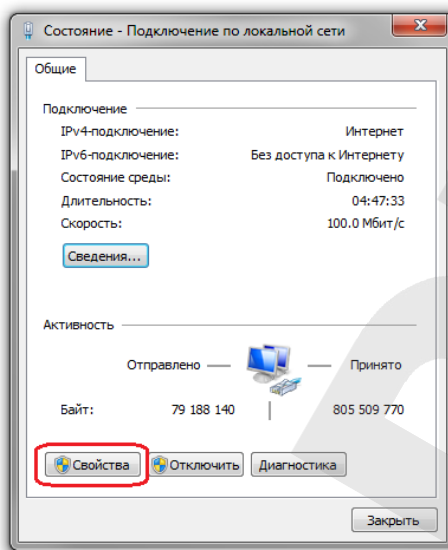 Состояние - Подключение по локальной сети
Общие
Подключение
IPv4-подключение: Интернет
IPv6-подключение: Без доступа к Интернету
Состояние среды: Подключено
Длительность: 04:47:33
Скорость: 100.0 Мбит/с
Сведения...
Активность
Отправлено — — Принято
Байт: 79 188 140 | 805 509 770
Свойства Отключить Диагностика
Закрыть